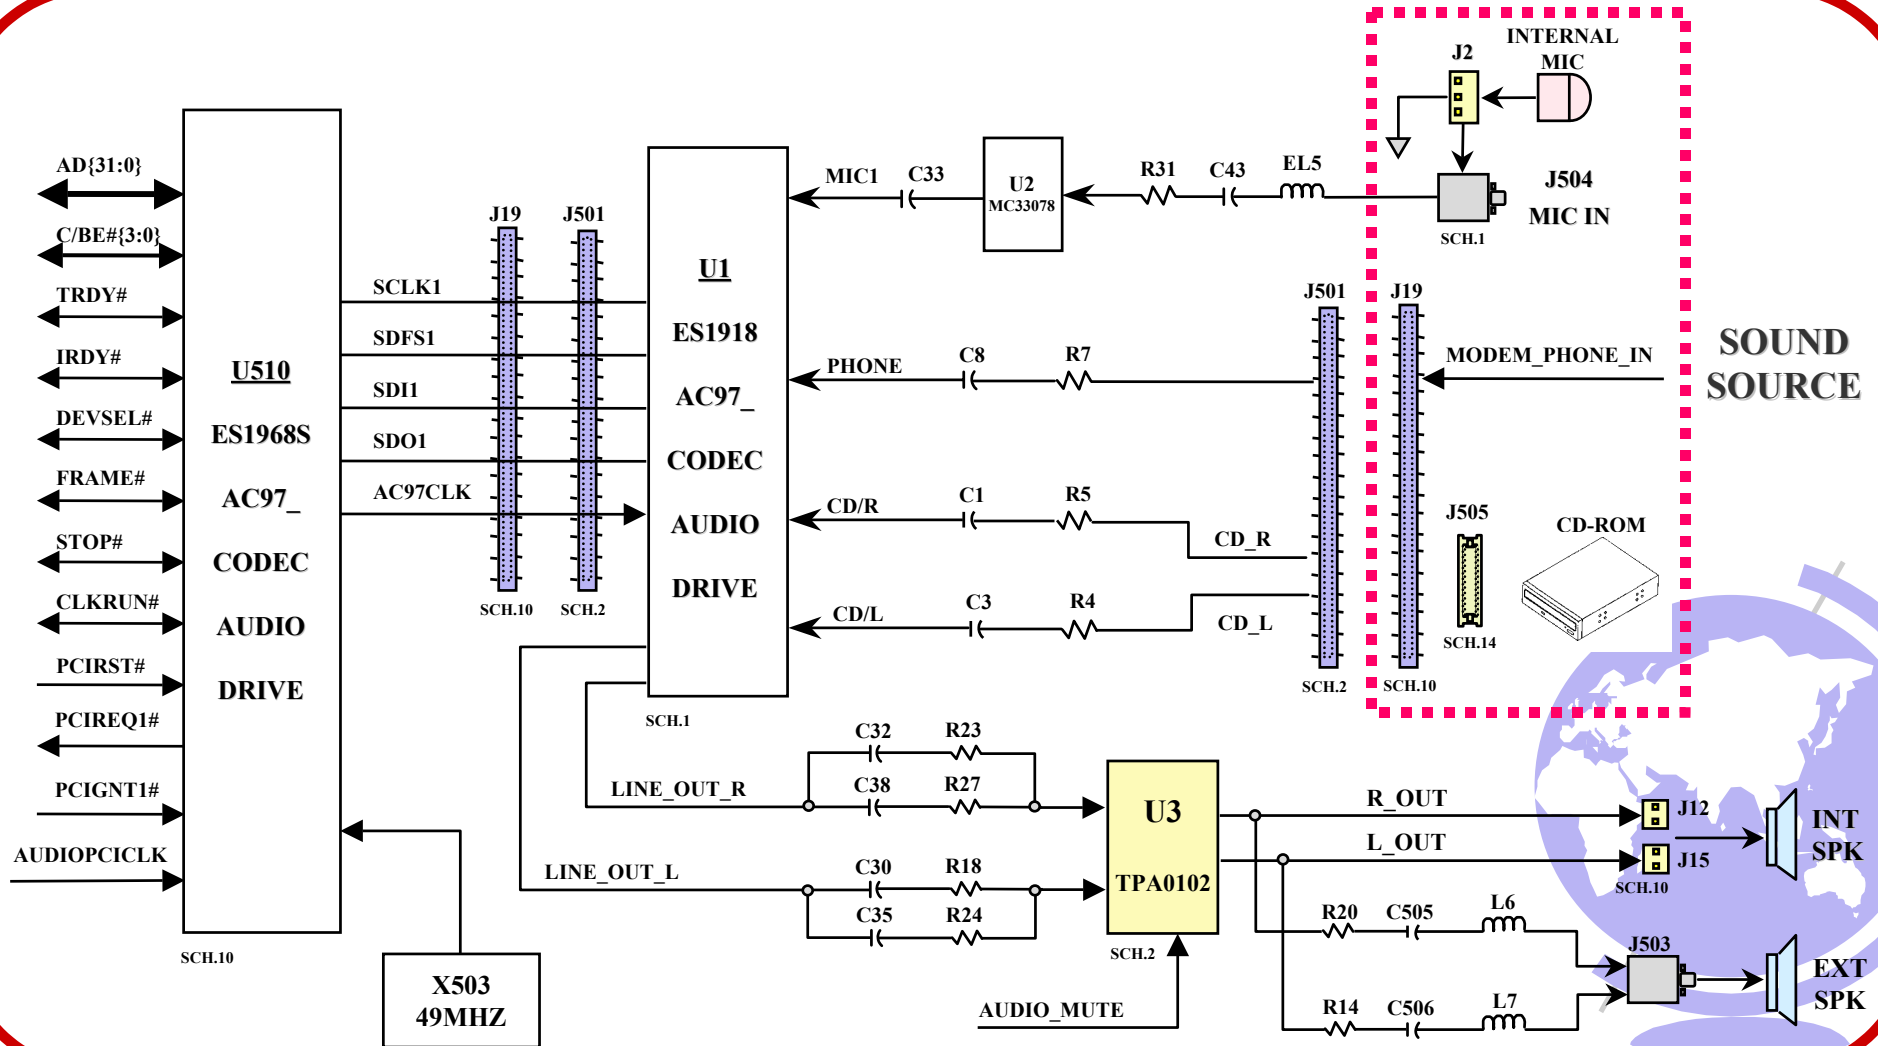 AD{31:0}
C/BE#{3:0}
TRDY#
IRDY#
DEVSEL#
FRAME#
STOP#
CLKRUN#
PCIRST#
PCIREQ1#
PCIGNT1#
AUDIOPCICLK
U510
ES1968S
AC97_
CODEC
AUDIO
DRIVE
SCH.10
X503
49MHZ
SCLK1
SDFS1
SDI1
SDO1
AC97CLK
J19
SCH.10
J501
SCH.2
U1
ES1918
AC97_
CODEC
AUDIO
DRIVE
SCH.1
MIC1
C33
U2
MC33078
R31
C43
EL5
J2
INTERNAL
MIC
J504
MIC IN
SCH.1
PHONE
C8
R7
CD/R
C1
R5
CD_R
CD/L
C3
R4
CD_L
J501
SCH.2
J19
SCH.10
MODEM_PHONE_IN
J505
SCH.14
CD-ROM
SOUND
SOURCE
LINE_OUT_R
C32
R23
C38
R27
LINE_OUT_L
C30
R18
C35
R24
U3
TPA0102
SCH.2
AUDIO_MUTE
R_OUT
L_OUT
J12
J15
SCH.10
INT
SPK
R20
C505
L6
R14
C506
L7
J503
EXT
SPK